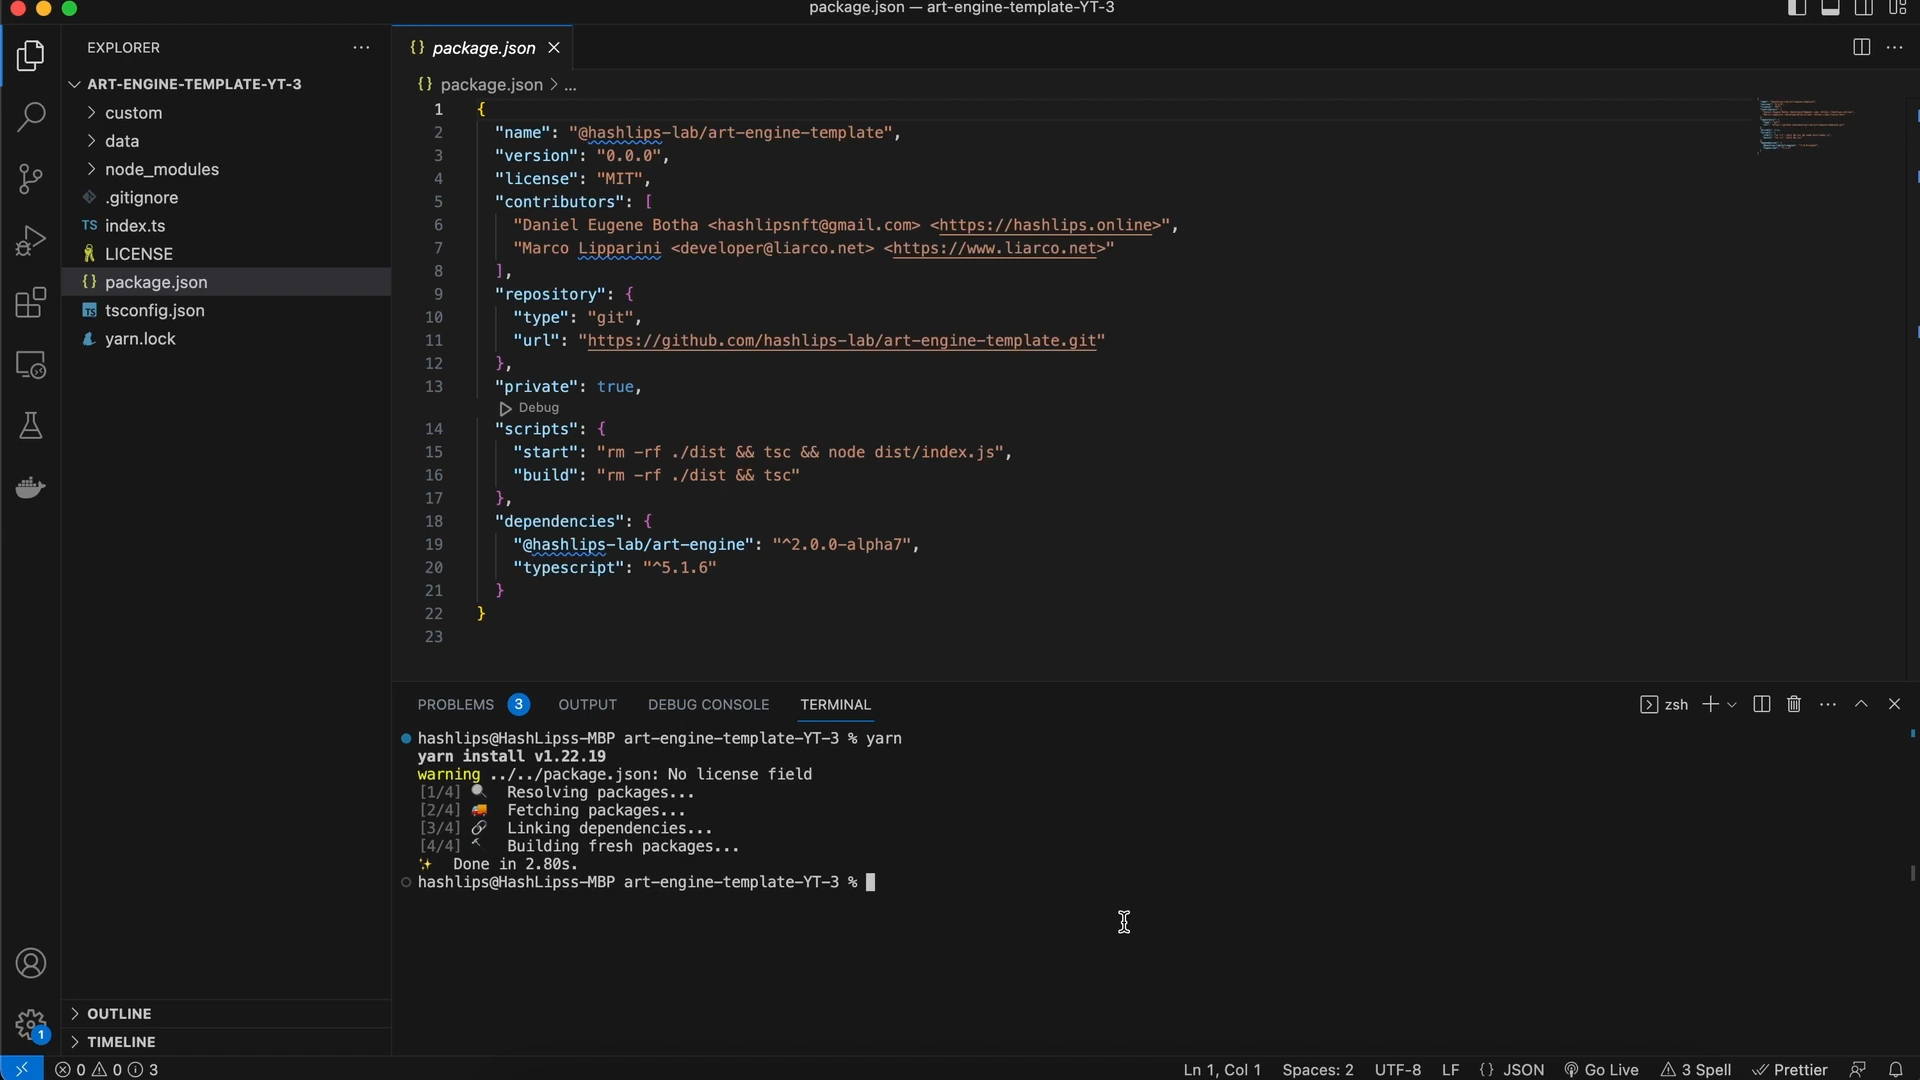 package.json — art-engine-template-YT-3
EXPLORER
ART-ENGINE-TEMPLATE-YT-3
custom
data
node_modules
.gitignore
TS index.ts
LICENSE
{} package.json
TS tsconfig.json
yarn.lock
OUTLINE
TIMELINE
1
{} package.json
{} package.json > ...
1 {
2 "name": "@hashlips-lab/art-engine-template",
3 "version": "0.0.0",
4 "license": "MIT",
5 "contributors": [
6 "Daniel Eugene Botha <hashlipsnft@gmail.com> <https://hashlips.online>",
7 "Marco Lipparini <developer@liarco.net> <https://www.liarco.net>"
8 ],
9 "repository": {
10 "type": "git",
11 "url": "https://github.com/hashlips-lab/art-engine-template.git"
12 },
13 "private": true,
Debug
14 "scripts": {
15 "start": "rm -rf ./dist && tsc && node dist/index.js",
16 "build": "rm -rf ./dist && tsc"
17 },
18 "dependencies": {
19 "@hashlips-lab/art-engine": "^2.0.0-alpha7",
20 "typescript": "^5.1.6"
21 }
22 }
23
PROBLEMS 3 OUTPUT DEBUG CONSOLE TERMINAL zsh
hashlips@HashLipss-MBP art-engine-template-YT-3 % yarn
yarn install v1.22.19
warning ../../package.json: No license field
[1/4] 🔍 Resolving packages...
[2/4] 🚚 Fetching packages...
[3/4] 🔗 Linking dependencies...
[4/4] 🔨 Building fresh packages...
✨ Done in 2.80s.
hashlips@HashLipss-MBP art-engine-template-YT-3 %
0 0 3 Ln 1, Col 1 Spaces: 2 UTF-8 LF {} JSON Go Live 3 Spell Prettier